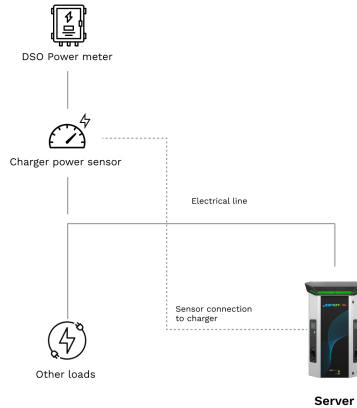 DSO Power meter
Charger power sensor
Electrical line
Sensor connection
to charger
Other loads
Server